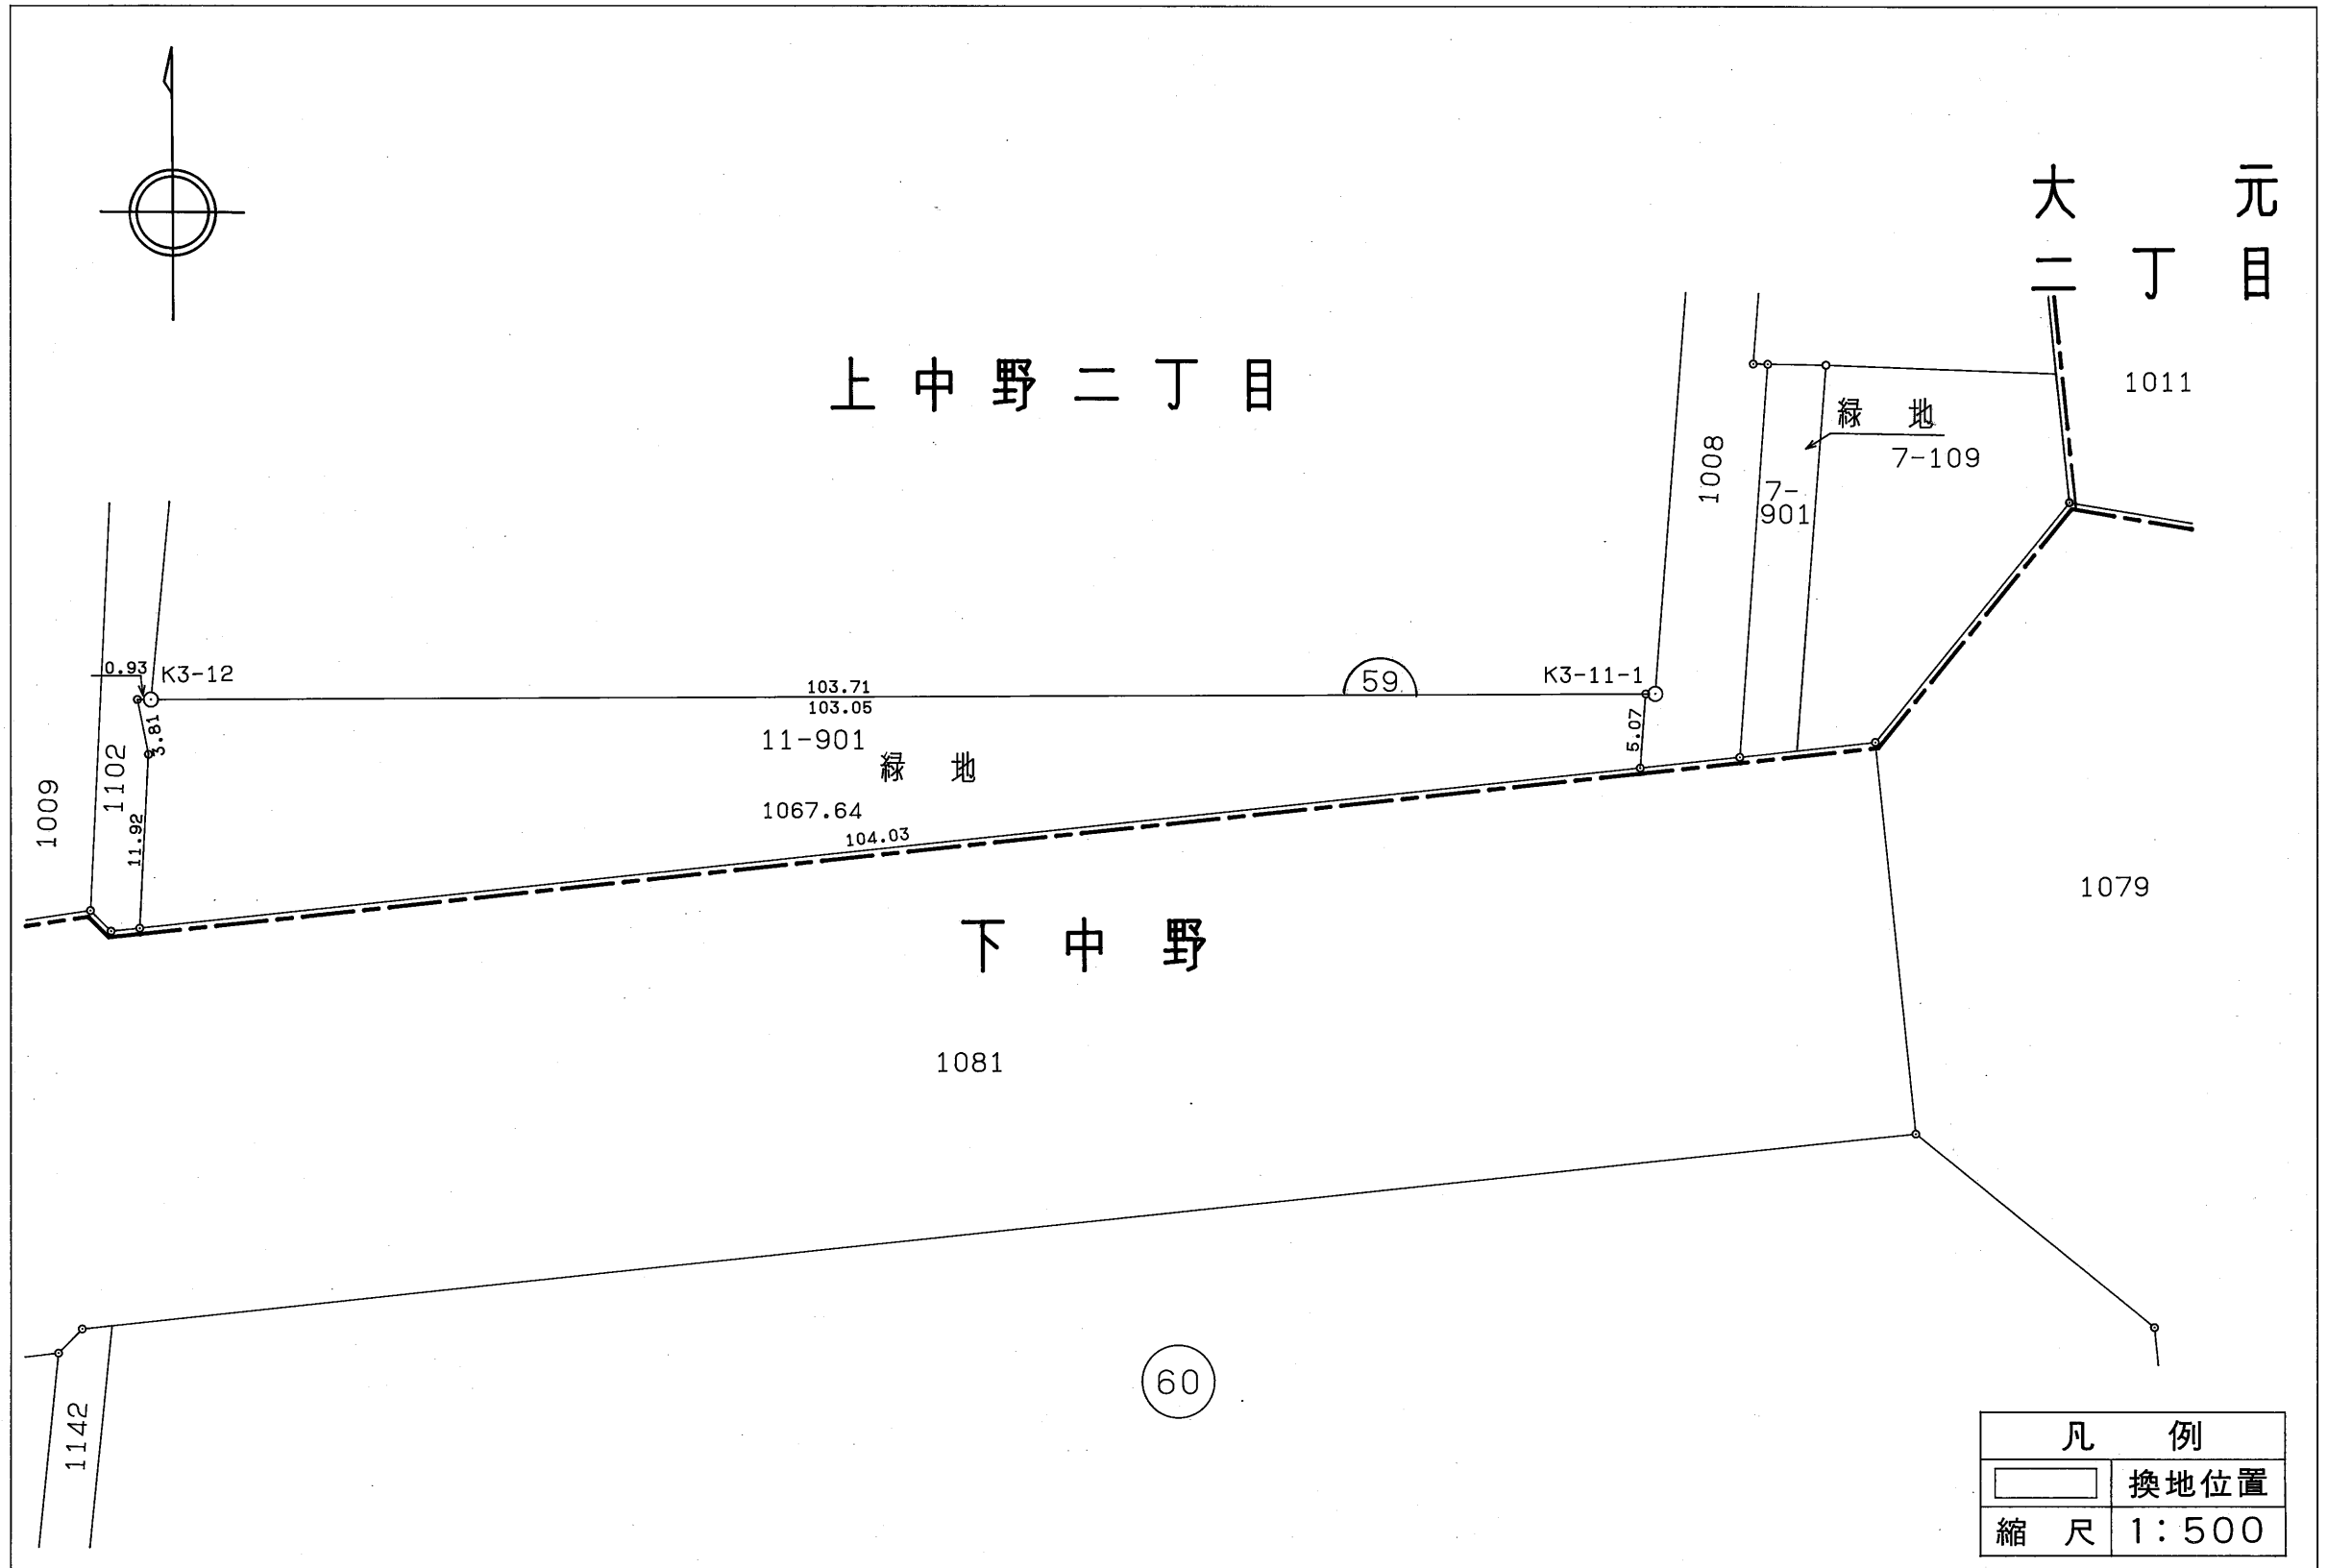 大 元
二 丁 目
上 中 野 二 丁 目
1011
緑 地
7-109
1008
7-
901
0.93
K3-12
103.71
103.05
59
K3-11-1
3.81
5.07
11-901
緑 地
1102
1009
1067.64
11.92
104.03
1079
下 中 野
1081
60
1142
凡 例
換地位置
縮 尺 1:500